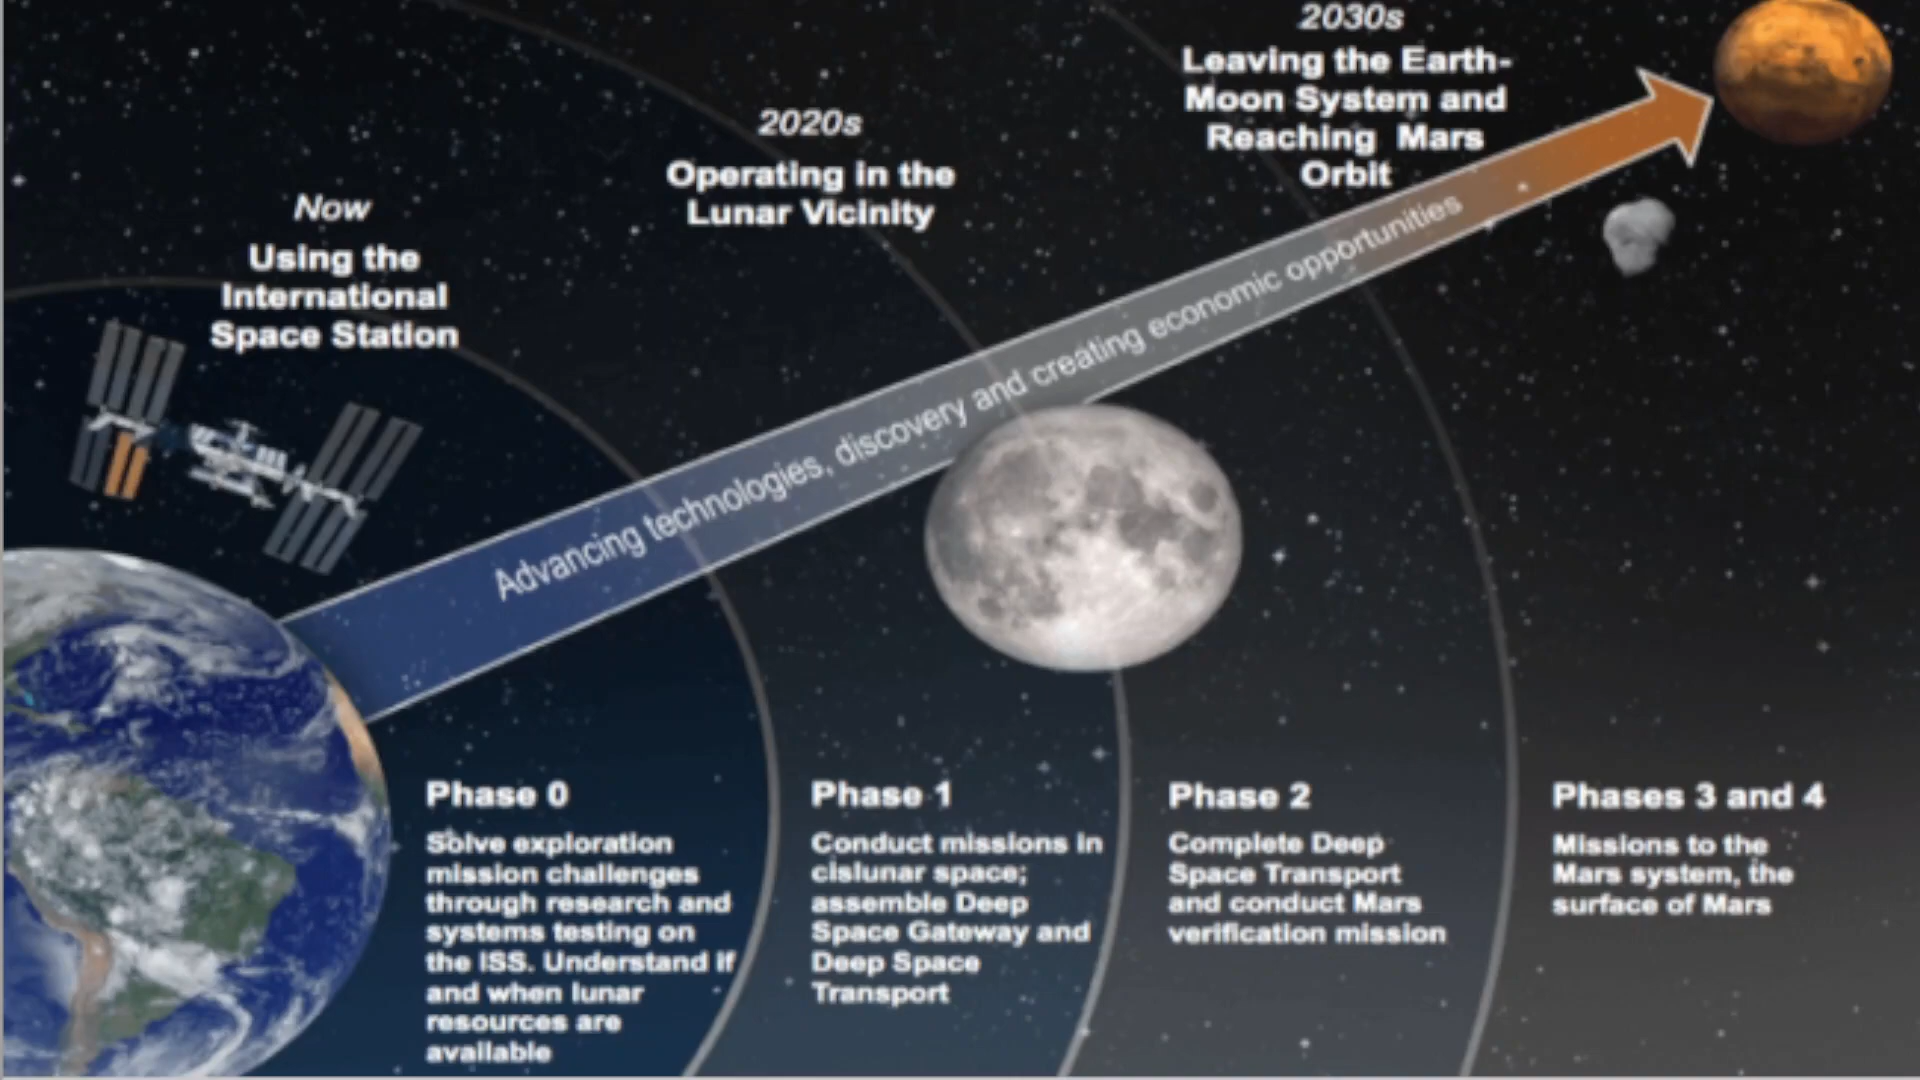 Now
Using the
International
Space Station
2020s
Operating in the
Lunar Vicinity
2030s
Leaving the Earth-
Moon System and
Reaching Mars
Orbit
Advancing technologies, discovery and creating economic opportunities
Phase 0
Solve exploration
mission challenges
through research and
systems testing on
the ISS. Understand if
and when lunar
resources are
available
Phase 1
Conduct missions in
cislunar space;
assemble Deep
Space Gateway and
Deep Space
Transport
Phase 2
Complete Deep
Space Transport
and conduct Mars
verification mission
Phases 3 and 4
Missions to the
Mars system, the
surface of Mars